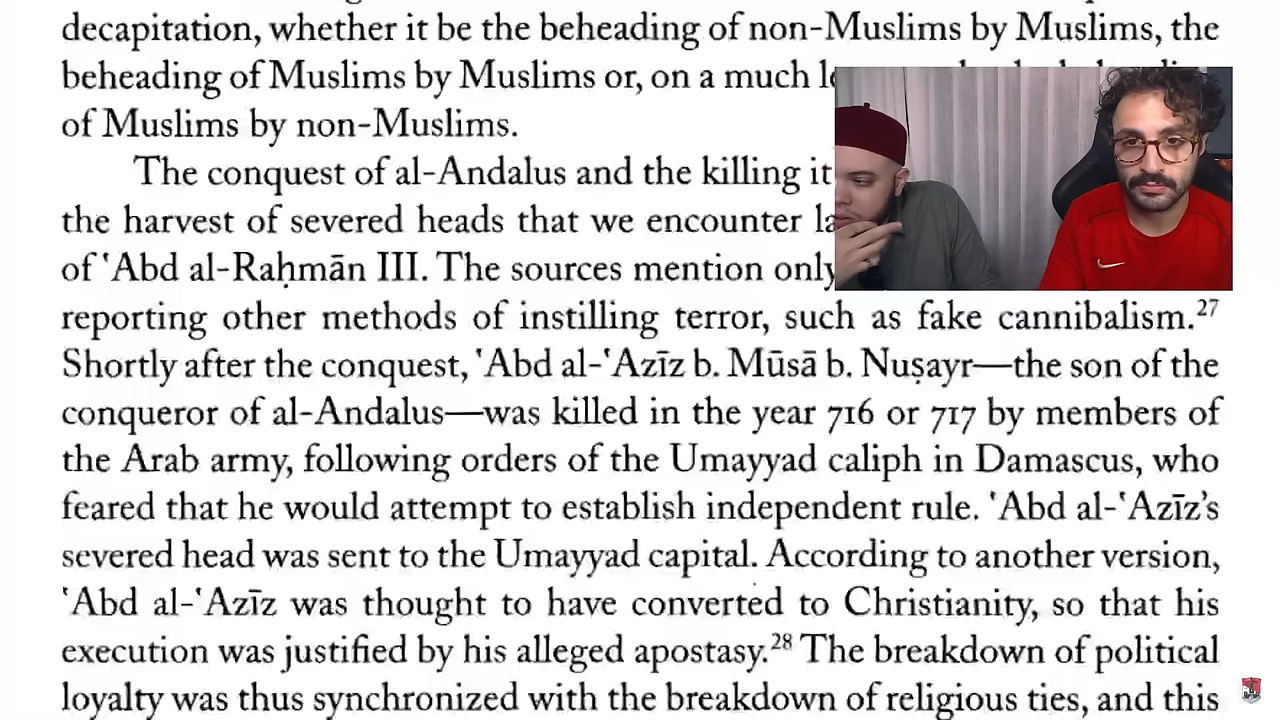 decapitation, whether it be the beheading of non-Muslims by Muslims, the
beheading of Muslims by Muslims or, on a much
of Muslims by non-Muslims.
The conquest of al-Andalus and the killing it
the harvest of severed heads that we encounter
of ʿAbd al-Raḥmān III. The sources mention only
reporting other methods of instilling terror, such as fake cannibalism.²⁷
Shortly after the conquest, ʿAbd al-ʿAzīz b. Mūsā b. Nuṣayr—the son of the
conqueror of al-Andalus—was killed in the year 716 or 717 by members of
the Arab army, following orders of the Umayyad caliph in Damascus, who
feared that he would attempt to establish independent rule. ʿAbd al-ʿAzīz’s
severed head was sent to the Umayyad capital. According to another version,
ʿAbd al-ʿAzīz was thought to have converted to Christianity, so that his
execution was justified by his alleged apostasy.²⁸ The breakdown of political
loyalty was thus synchronized with the breakdown of religious ties, and this